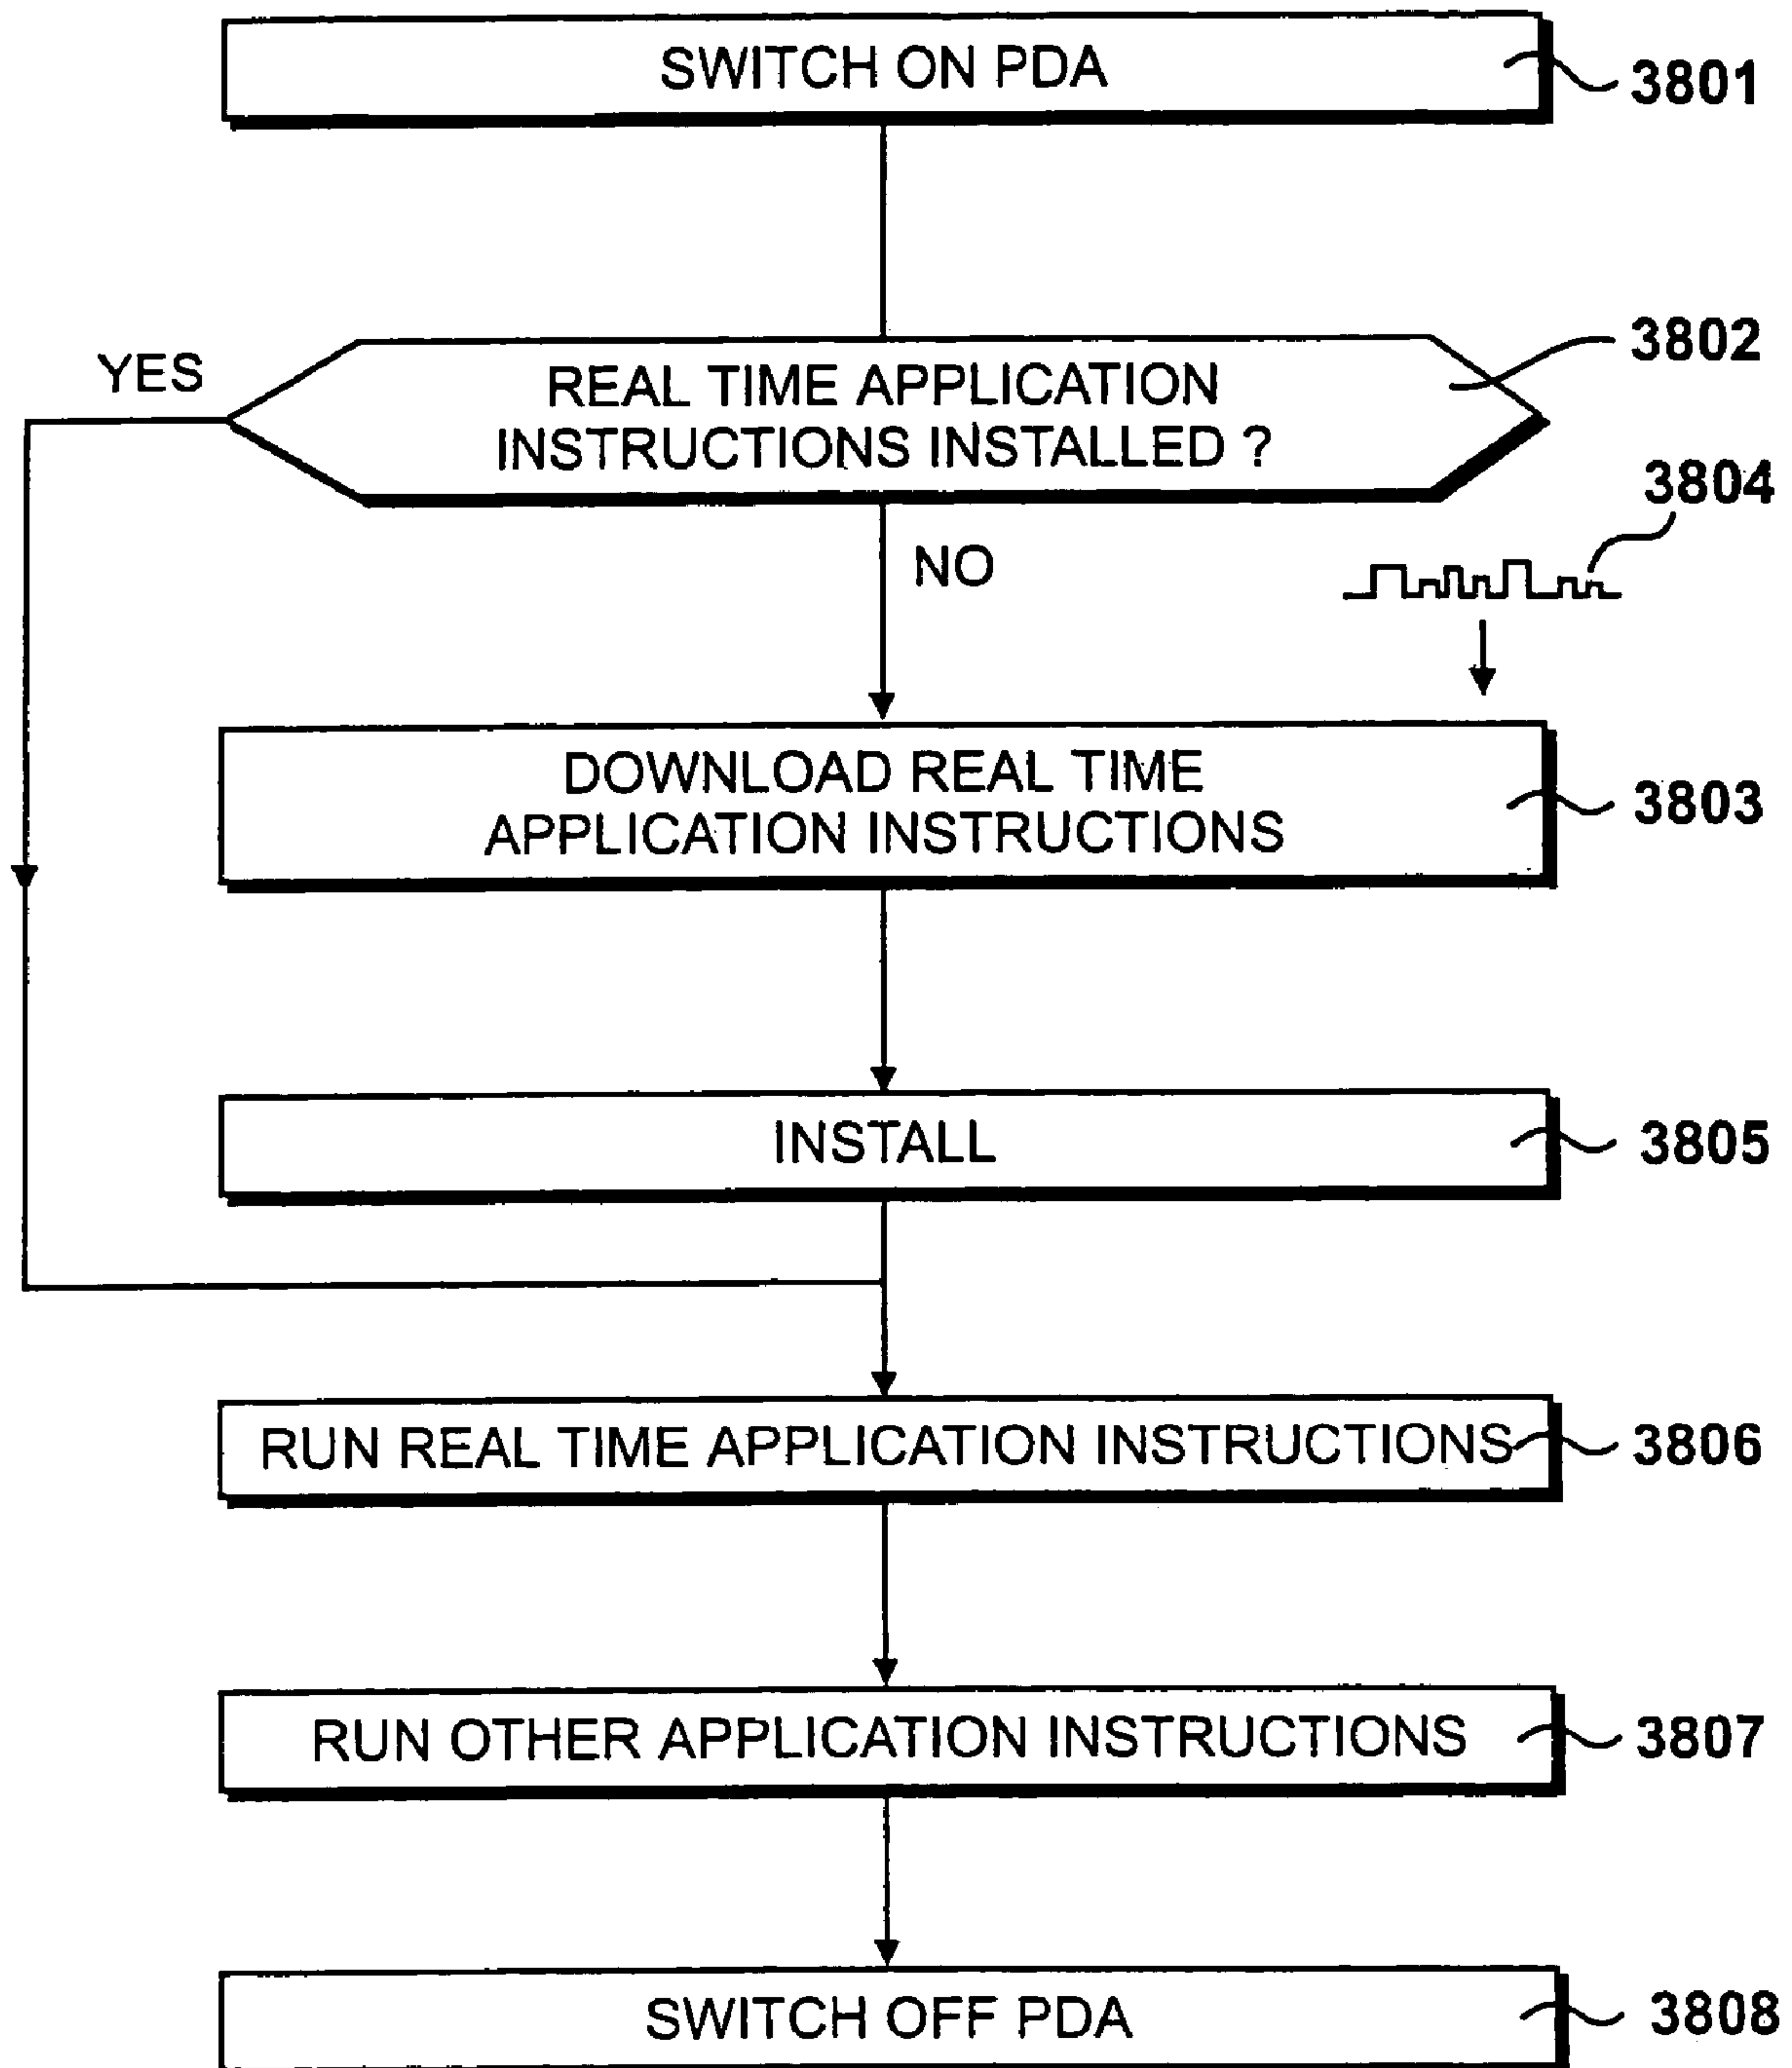 SWITCH ON PDA
3801
YES
REAL TIME APPLICATION
INSTRUCTIONS INSTALLED ?
3802
3804
NO
DOWNLOAD REAL TIME
APPLICATION INSTRUCTIONS
3803
INSTALL
3805
RUN REAL TIME APPLICATION INSTRUCTIONS
3806
RUN OTHER APPLICATION INSTRUCTIONS
3807
SWITCH OFF PDA
3808